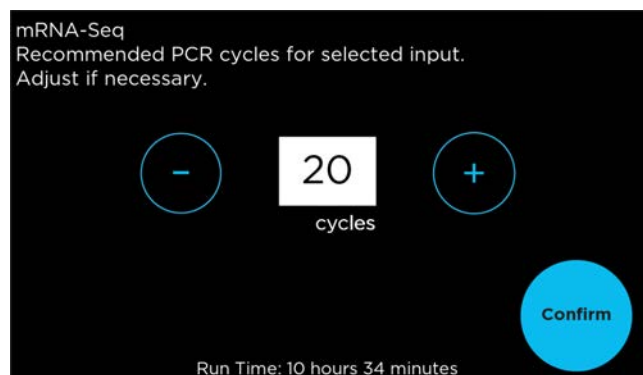 mRNA-Seq
Recommended PCR cycles for selected input.
Adjust if necessary.
- 20 +
cycles
Confirm
Run Time: 10 hours 34 minutes